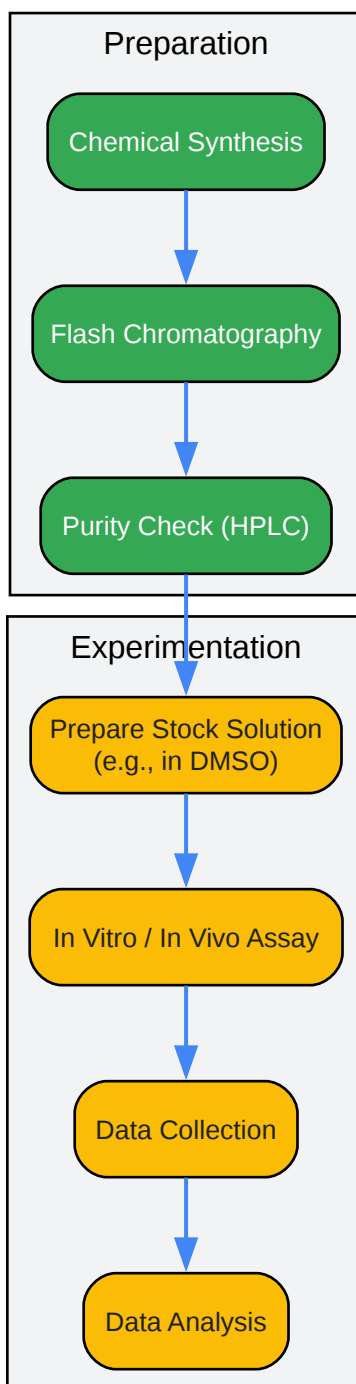 Preparation
Chemical Synthesis
Flash Chromatography
Purity Check (HPLC)
Experimentation
Prepare Stock Solution
(e.g., in DMSO)
In Vitro / In Vivo Assay
Data Collection
Data Analysis